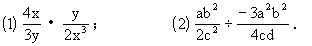 (1) 4x/3y · y/2x³； (2) ab²/2c² ÷ -3a²b²/4cd .